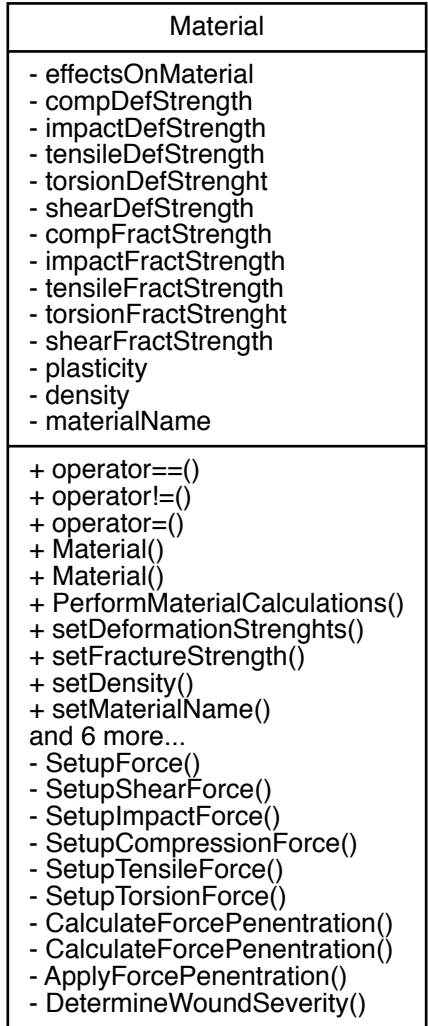 Material
- effectsOnMaterial
- compDefStrength
- impactDefStrength
- tensileDefStrength
- torsionDefStrenght
- shearDefStrength
- compFractStrength
- impactFractStrength
- tensileFractStrength
- torsionFractStrenght
- shearFractStrength
- plasticity
- density
- materialName
+ operator==()
+ operator!=()
+ operator=()
+ Material()
+ Material()
+ PerformMaterialCalculations()
+ setDeformationStrenghts()
+ setFractureStrength()
+ setDensity()
+ setMaterialName()
and 6 more...
- SetupForce()
- SetupShearForce()
- SetupImpactForce()
- SetupCompressionForce()
- SetupTensileForce()
- SetupTorsionForce()
- CalculateForcePenentration()
- CalculateForcePenentration()
- ApplyForcePenentration()
- DetermineWoundSeverity()